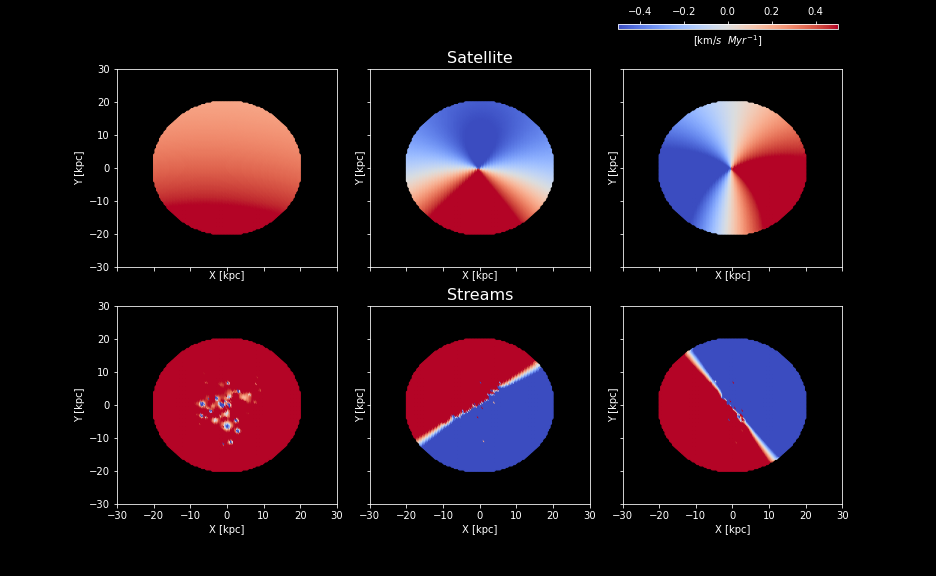 −0.4 −0.2 0.0 0.2 0.4
[km/s Myr⁻¹]
Satellite
30
20
10
0
−10
−20
−30
Y [kpc]
Y [kpc]
Y [kpc]
X [kpc] X [kpc] X [kpc]
Streams
30
20
10
0
−10
−20
−30
Y [kpc]
Y [kpc]
Y [kpc]
−30 −20 −10 0 10 20 30 −30 −20 −10 0 10 20 30 −30 −20 −10 0 10 20 30
X [kpc] X [kpc] X [kpc]